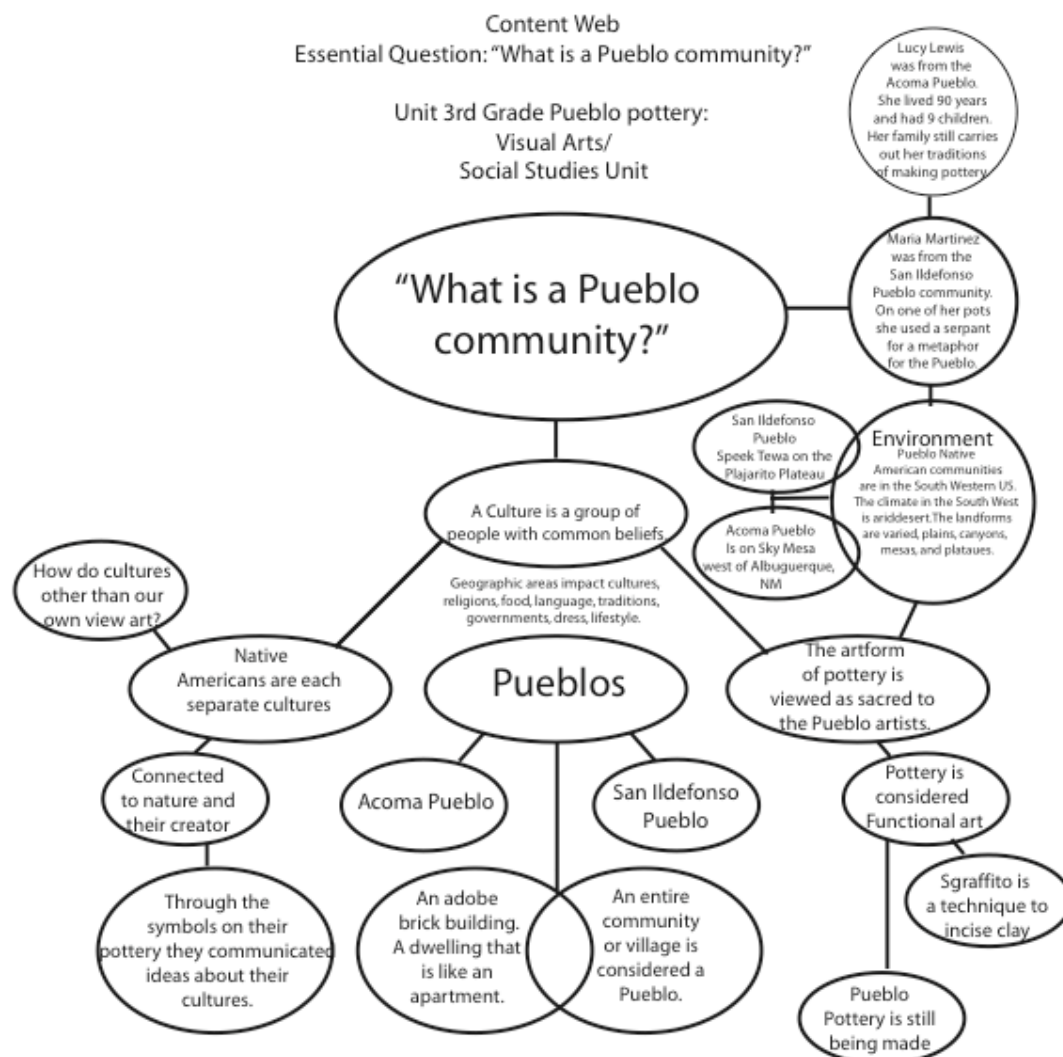 Content Web
Essential Question: “What is a Pueblo community?”
Unit 3rd Grade Pueblo pottery:
Visual Arts/
Social Studies Unit
Lucy Lewis
was from the
Acoma Pueblo.
She lived 90 years
and had 9 children.
Her family still carries
out her traditions
of making pottery
“What is a Pueblo
community?”
Maria Martinez
was from the
San Ildefonso
Pueblo community.
On one of her pots
she used a serpant
for a metaphor
for the Pueblo.
San Ildefonso
Pueblo
Speek Tewa on the
Plajarito Plateau
Environment
Pueblo Native
American communities
are in the South Western US.
The climate in the South West
is ariddesert.The landforms
are varied, plains, canyons,
mesas, and plataues.
Acoma Pueblo
Is on Sky Mesa
west of Albuguerque,
NM
A Culture is a group of
people with common beliefs.
Geographic areas impact cultures,
religions, food, language, traditions,
governments, dress, lifestyle.
How do cultures
other than our
own view art?
Native
Americans are each
separate cultures
Pueblos
The artform
of pottery is
viewed as sacred to
the Pueblo artists.
Connected
to nature and
their creator
Acoma Pueblo
San Ildefonso
Pueblo
Pottery is
considered
Functional art
Through the
symbols on their
pottery they communicated
ideas about their
cultures.
An adobe
brick building.
A dwelling that
is like an
apartment.
An entire
community
or village is
considered a
Pueblo.
Sgraffito is
a technique to
incise clay
Pueblo
Pottery is still
being made